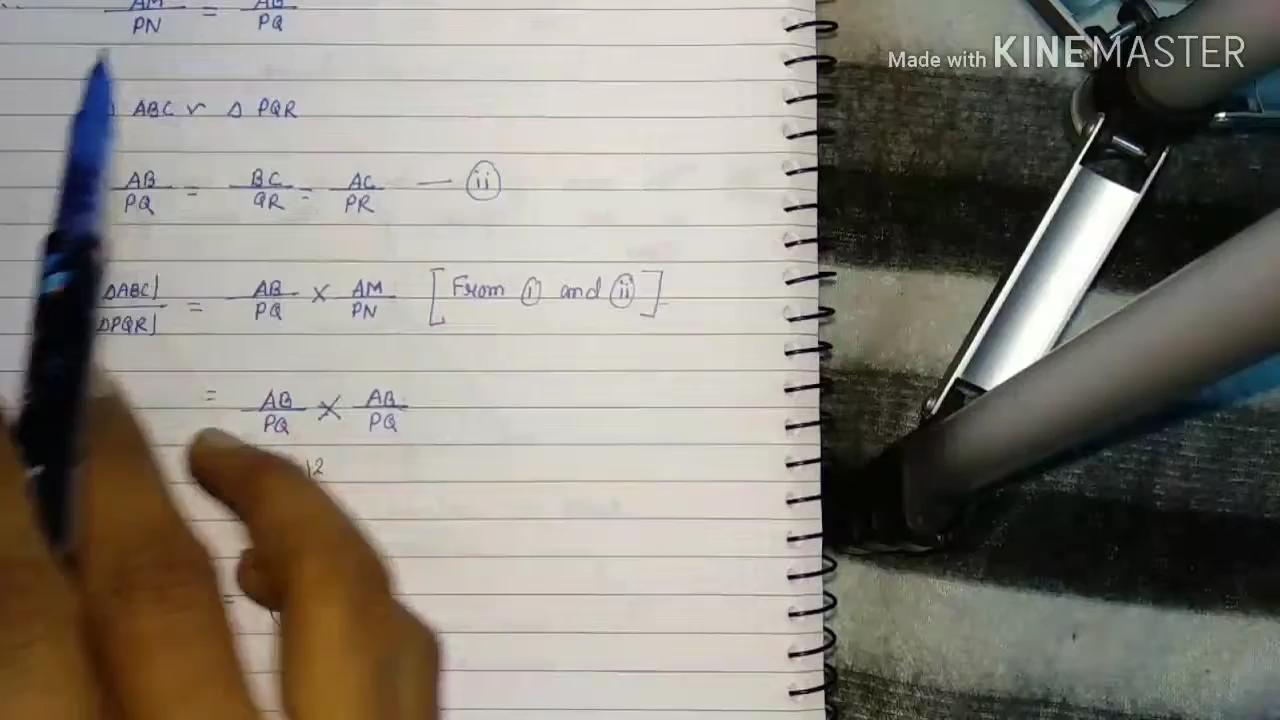 AM/PN = AB/PQ
Made with KINEMASTER
ABC ~ Δ PQR
AB/PQ = BC/QR = AC/PR — (ii)
ΔABC|/ΔPQR| = AB/PQ × AM/PN [From (i) and (ii)]
= AB/PQ × AB/PQ
)2
=